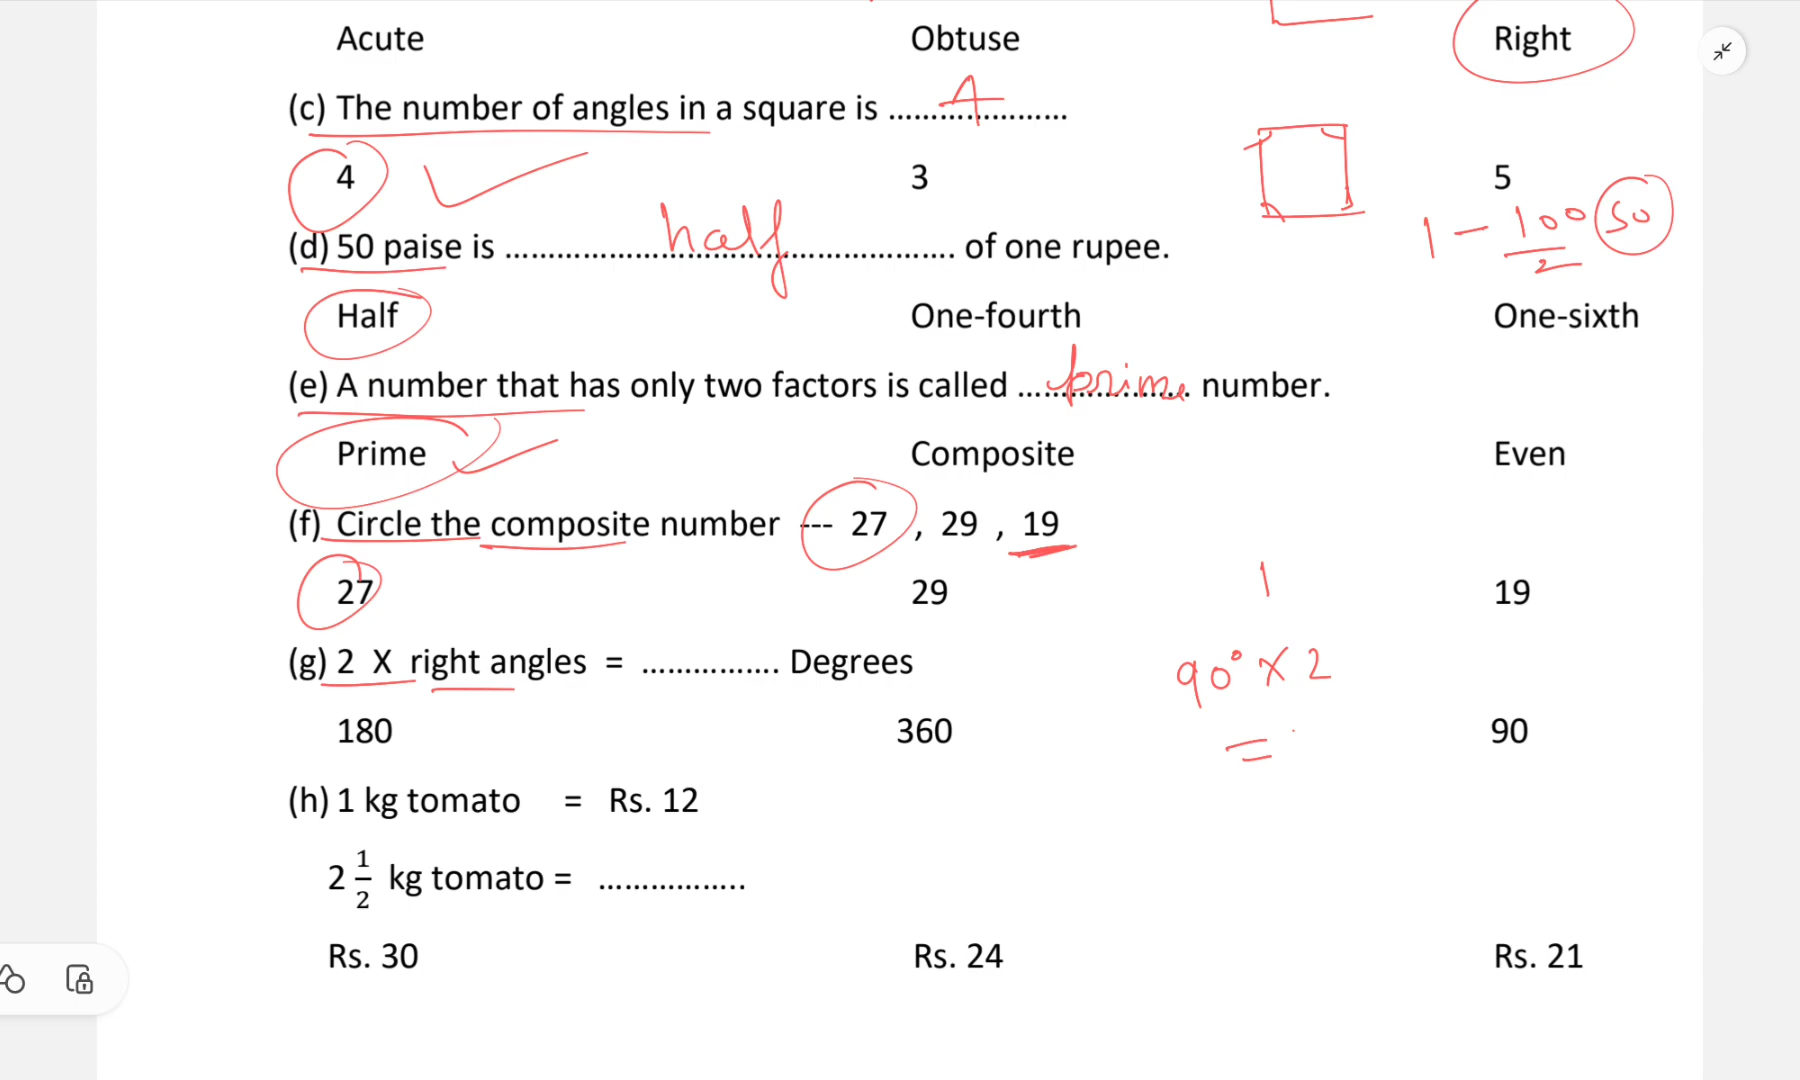 Acute Obtuse Right
(c) The number of angles in a square is ..................... 4
4 3 5
1 - 100/2 50
(d) 50 paise is ...................... half ...................... of one rupee.
Half One-fourth One-sixth
(e) A number that has only two factors is called .................... prime number.
Prime Composite Even
(f) Circle the composite number --- 27 , 29 , 19
27 29 19
1
(g) 2 X right angles = ................ Degrees 90° X 2
180 360 = 90
(h) 1 kg tomato = Rs. 12
2 1/2 kg tomato = .................
Rs. 30 Rs. 24 Rs. 21